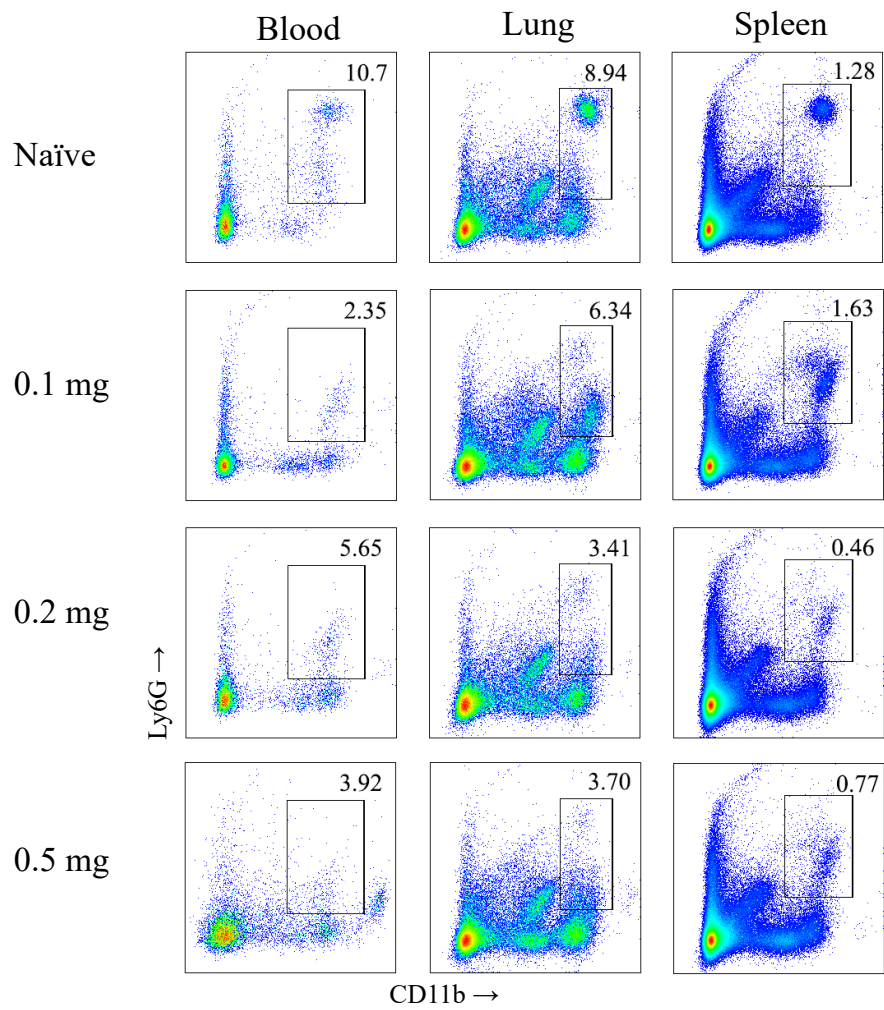 Blood Lung Spleen
Naïve 10.7 8.94 1.28
0.1 mg 2.35 6.34 1.63
0.2 mg 5.65 3.41 0.46
0.5 mg 3.92 3.70 0.77
Ly6G →
CD11b →